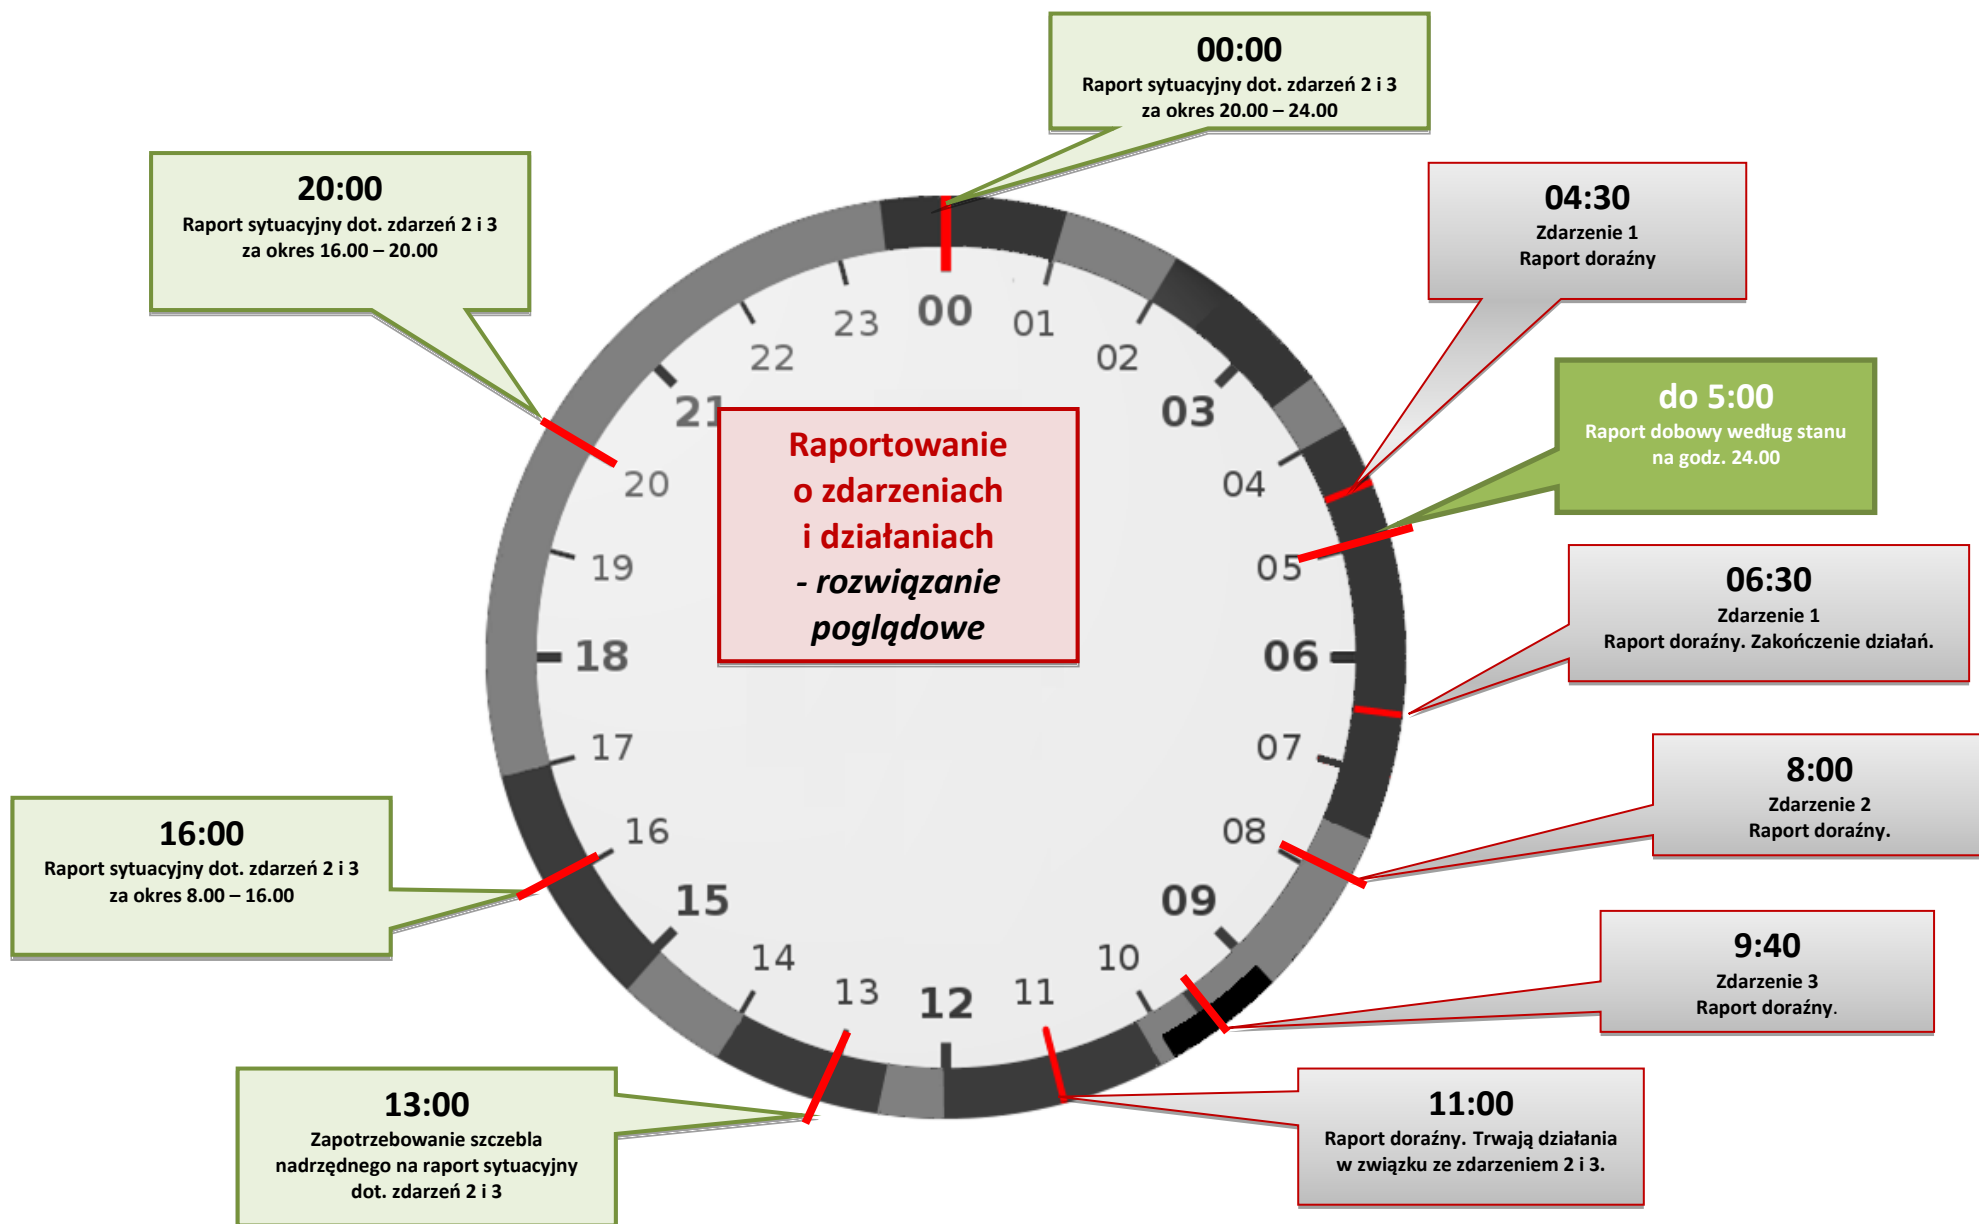 00:00
Raport sytuacyjny dot. zdarzeń 2 i 3
za okres 20.00 – 24.00
20:00
Raport sytuacyjny dot. zdarzeń 2 i 3
za okres 16.00 – 20.00
04:30
Zdarzenie 1
Raport doraźny
do 5:00
Raport dobowy według stanu
na godz. 24.00
06:30
Zdarzenie 1
Raport doraźny. Zakończenie działań.
8:00
Zdarzenie 2
Raport doraźny.
9:40
Zdarzenie 3
Raport doraźny.
11:00
Raport doraźny. Trwają działania
w związku ze zdarzeniem 2 i 3.
13:00
Zapotrzebowanie szczebla
nadrzędnego na raport sytuacyjny
dot. zdarzeń 2 i 3
16:00
Raport sytuacyjny dot. zdarzeń 2 i 3
za okres 8.00 – 16.00
Raportowanie
o zdarzeniach
i działaniach
- rozwiązanie
poglądowe
00
01
02
03
04
05
06
07
08
09
10
11
12
13
14
15
16
17
18
19
20
21
22
23